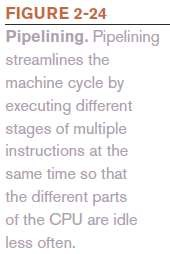 FIGURE 2-24
Pipelining. Pipelining
streamlines the
machine cycle by
executing different
stages of multiple
instructions at the
same time so that
the different parts
of the CPU are idle
less often.